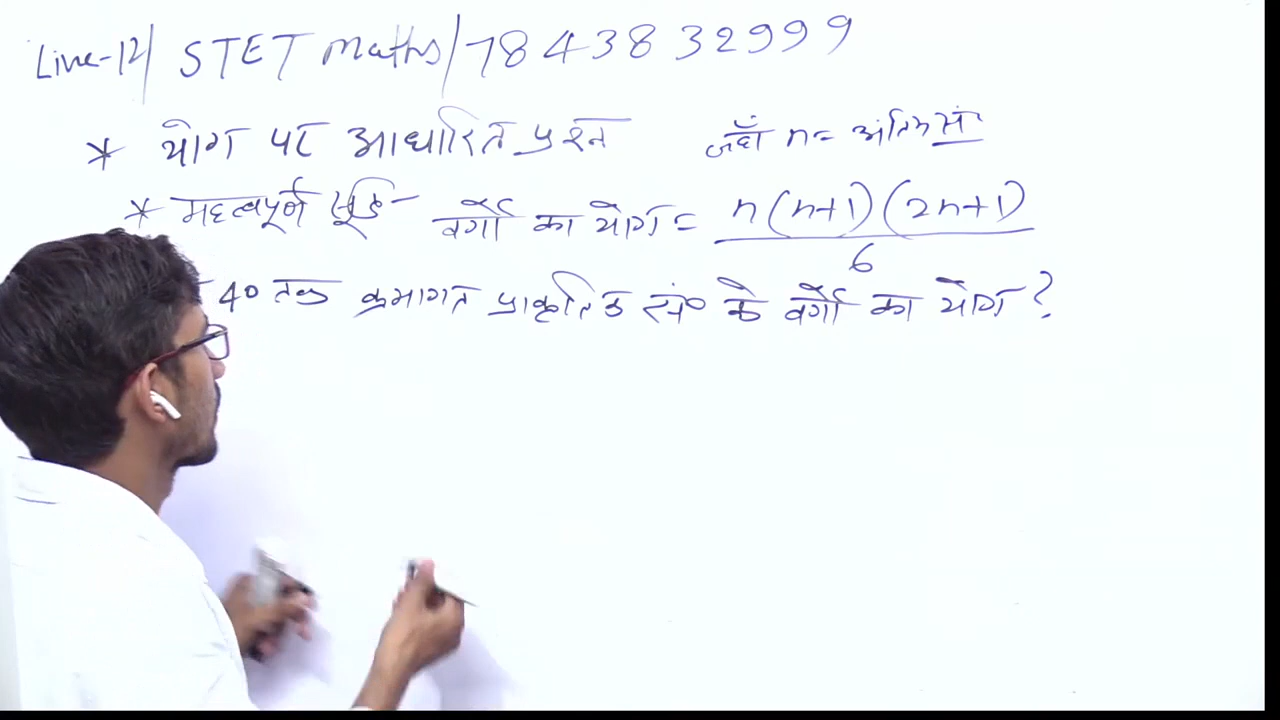 Live-12/ STET Maths/7843832999
* योग पर आधारित प्रश्न जहाँ n = अंतिम सं
* महत्वपूर्ण वर्गों का योग = n(n+1)(2n+1)/6
40 तक क्रमागत प्राकृतिक सं० के वर्गों का योग?